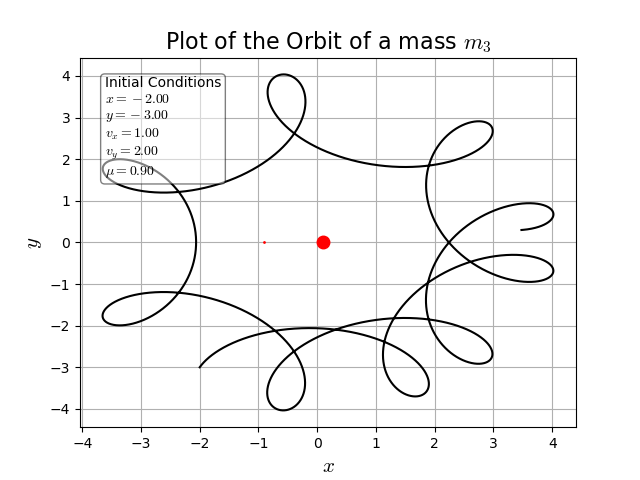 Plot of the Orbit of a mass m₃
Initial Conditions
x = −2.00
y = −3.00
vₓ = 1.00
v_y = 2.00
μ = 0.90
4
3
2
1
0
−1
−2
−3
−4
y
−4 −3 −2 −1 0 1 2 3 4
x